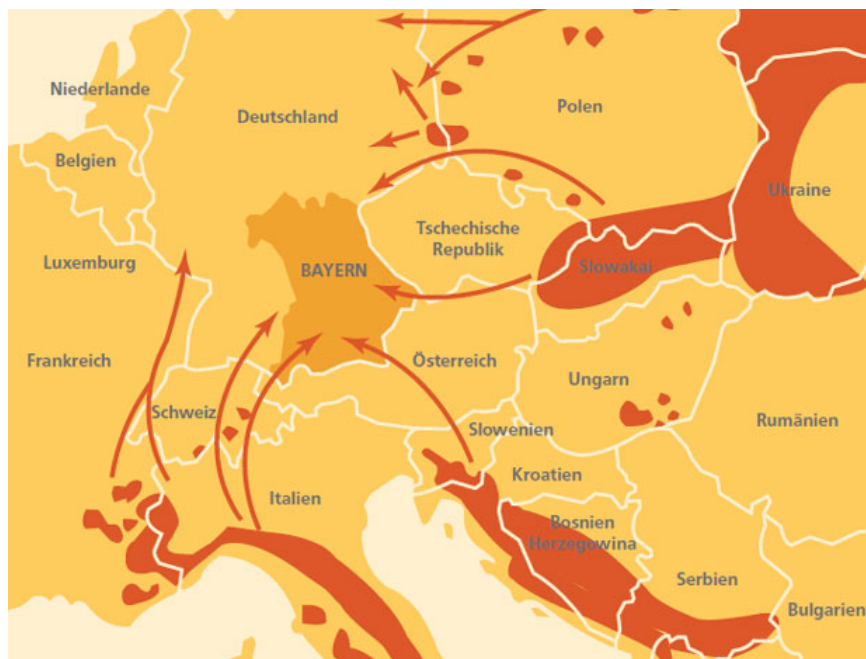 Niederlande
Deutschland
Polen
Belgien
Ukraine
Tschechische
Republik
Luxemburg
BAYERN
Slowakai
Frankreich
Österreich
Ungarn
Schweiz
Rumänien
Slowenien
Kroatien
Italien
Bosnien
Herzegowina
Serbien
Bulgarien